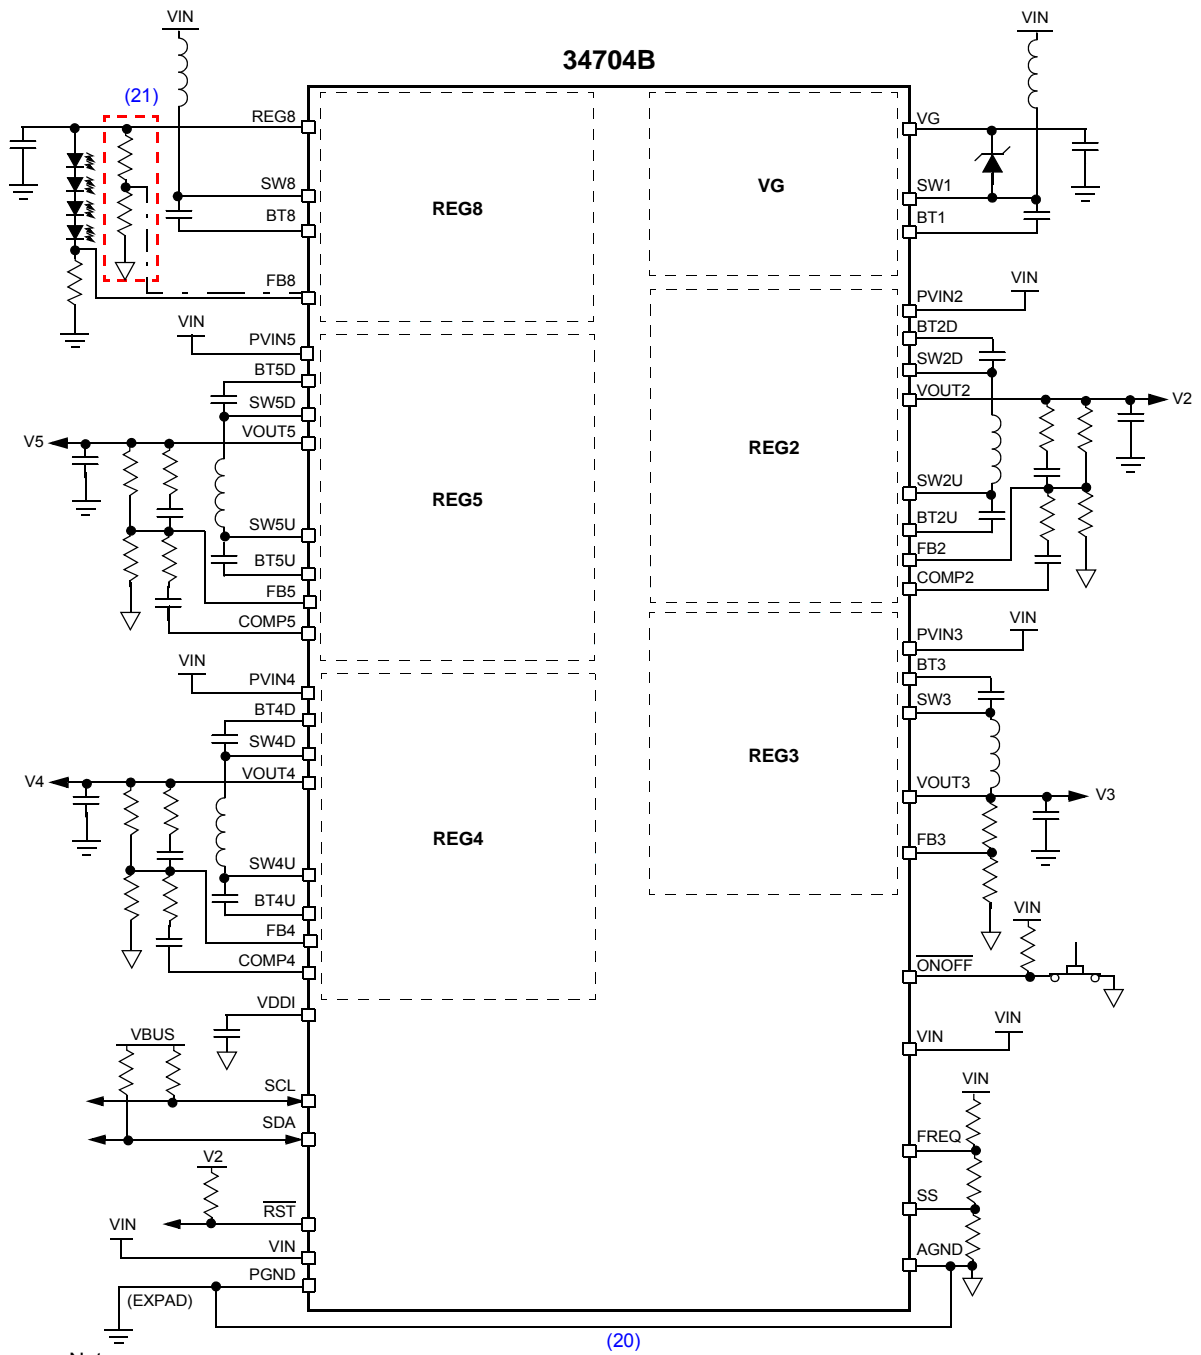 VIN
VIN
34704B
(21)
REG8
VG
SW8
REG8
VG
SW1
BT8
BT1
FB8
VIN
PVIN2
VIN
PVIN5
BT2D
BT5D
SW2D
SW5D
VOUT2
V2
V5
VOUT5
REG2
REG5
SW2U
SW5U
BT2U
BT5U
FB2
FB5
COMP2
COMP5
VIN
PVIN3
VIN
PVIN4
BT3
BT4D
SW3
SW4D
REG3
V4
VOUT4
VOUT3
V3
REG4
FB3
SW4U
BT4U
VIN
FB4
COMP4
ONOFF
VDDI
VIN
VBUS
VIN
SCL
VIN
SDA
FREQ
V2
SS
RST
VIN
VIN
AGND
PGND
(EXPAD)
(20)